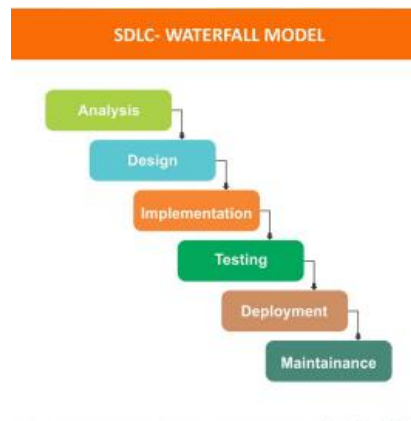 SDLC- WATERFALL MODEL
Analysis
Design
Implementation
Testing
Deployment
Maintainance